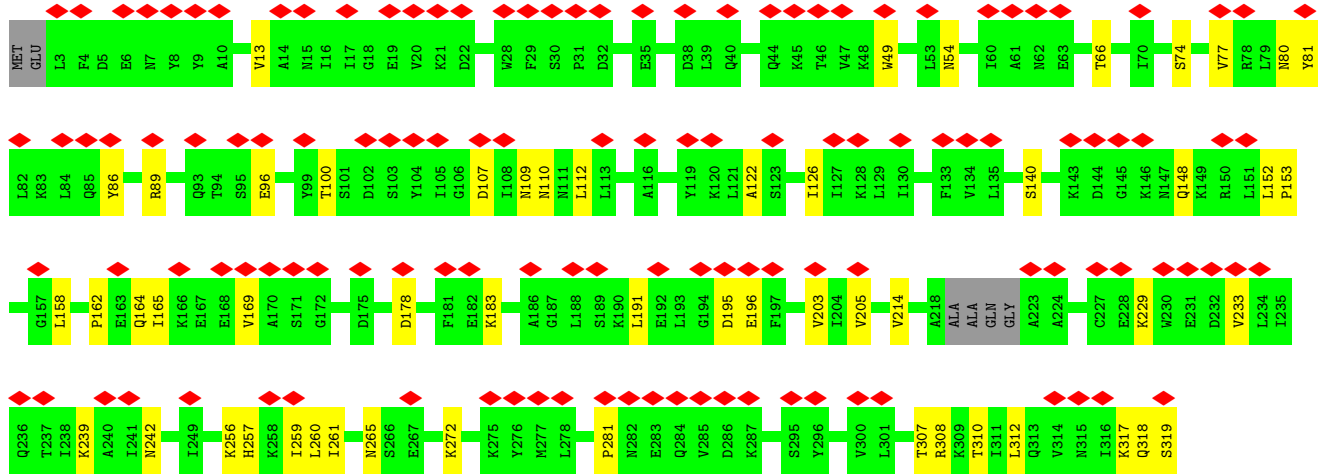 MET GLU L3 F4 D5 E6 N7 Y8 Y9 A10 V13 A14 N15 I16 I17 G18 E19 V20 K21 D22 W28 F29 S30 P31 D32 E35 D38 L39 Q40 Q44 K45 T46 V47 K48 W49 L53 N54 I60 A61 N62 E63 T66 I70 S74 V77 R78 L79 N80 Y81
L82 K83 L84 Q85 Y86 R89 Q93 T94 S95 E96 Y99 T100 S101 D102 S103 Y104 I105 G106 D107 I108 N109 N110 N111 L112 L113 A116 Y119 K120 L121 A122 S123 I126 I127 K128 L129 I130 F133 V134 L135 S140 K143 D144 G145 K146 N147 Q148 K149 R150 L151 L152 P153
G157 L158 P162 E163 Q164 I165 K166 E167 E168 V169 A170 S171 G172 D175 D178 F181 E182 K183 A186 G187 L188 S189 K190 L191 E192 L193 G194 D195 E196 F197 V203 I204 V205 V214 A218 ALA ALA GLN GLY A223 A224 C227 E228 K229 W230 E231 D232 V233 L234 I235
Q236 T237 I238 K239 A240 I241 N242 I249 K256 H257 K258 I259 L260 I261 N265 S266 E267 K272 K275 Y276 M277 L278 P281 N282 E283 Q284 V285 D286 K287 S295 Y296 V300 L301 T307 R308 K309 T310 I311 L312 Q313 V314 N315 I316 K317 Q318 S319